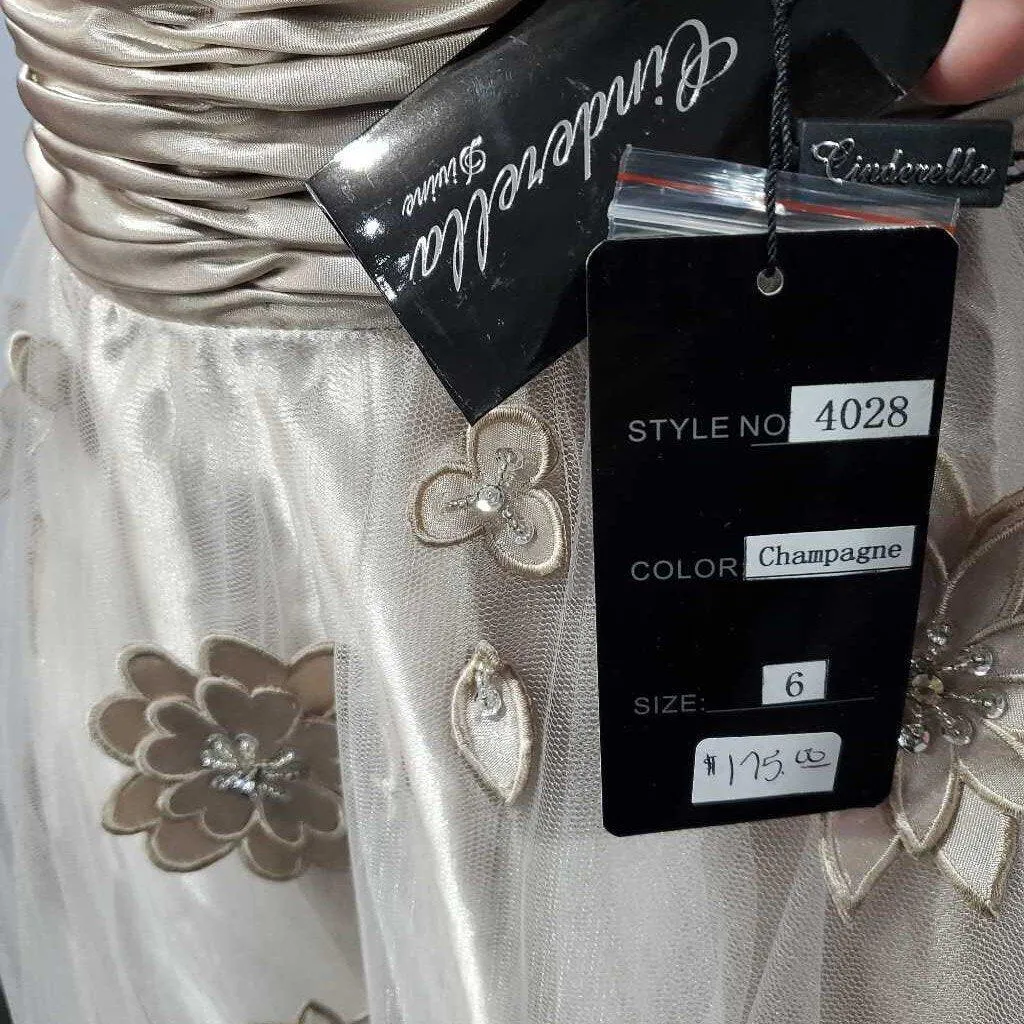 Cinderella
Divine
Cinderella
STYLE NO 4028
COLOR: Champagne
SIZE: 6
$175.00